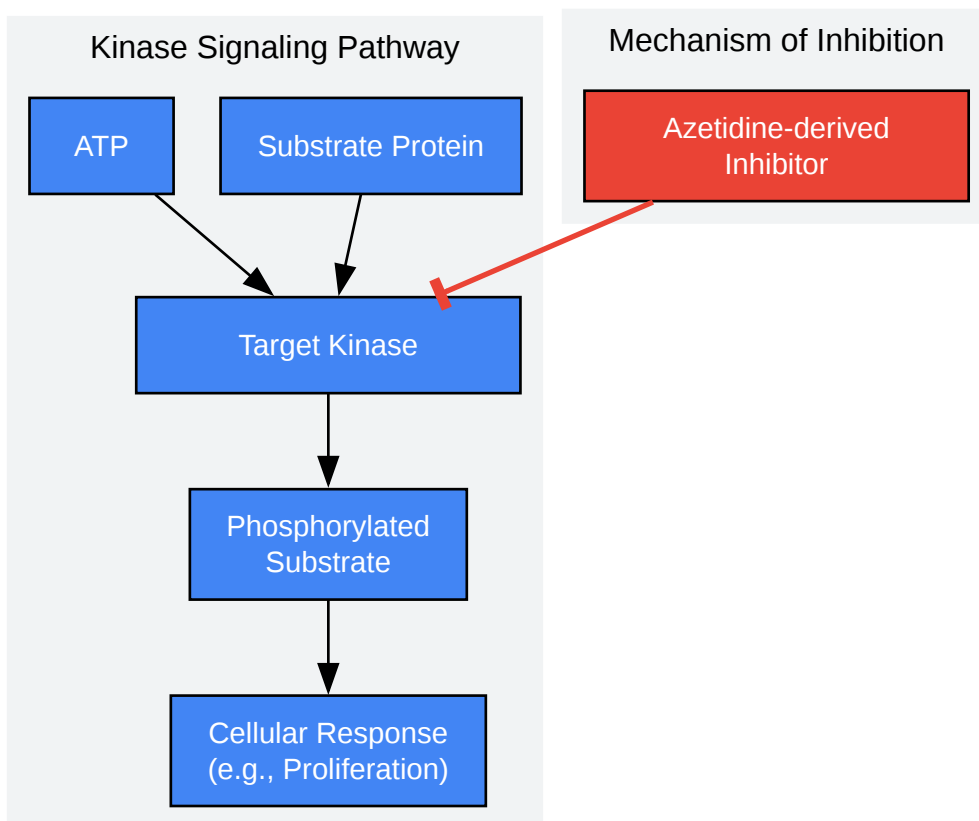 Kinase Signaling Pathway
Mechanism of Inhibition
ATP
Substrate Protein
Azetidine-derived
Inhibitor
Target Kinase
Phosphorylated
Substrate
Cellular Response
(e.g., Proliferation)